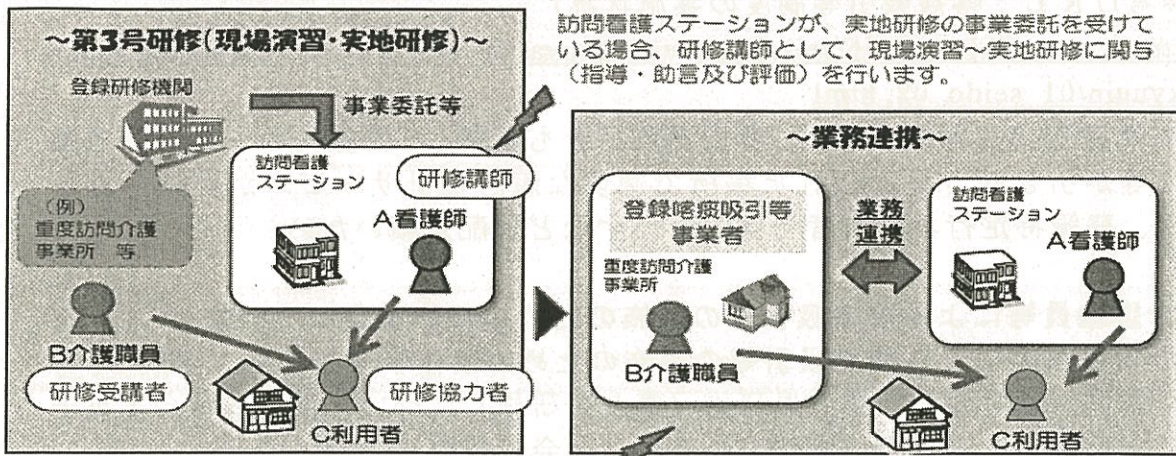 訪問看護ステーションが、実地研修の事業委託を受けて
いる場合、研修講師として、現場演習～実地研修に関与
（指導・助言及び評価）を行います。
～第3号研修(現場演習・実地研修)～
登録研修機関
事業委託等
（例）
重度訪問介護
事業所　等
訪問看護
ステーション
研修講師
A看護師
B介護職員
研修受講者
研修協力者
C利用者
～業務連携～
登録喀痰吸引等
事業者
重度訪問介護
事業所
B介護職員
業務
連携
訪問看護
ステーション
A看護師
C利用者